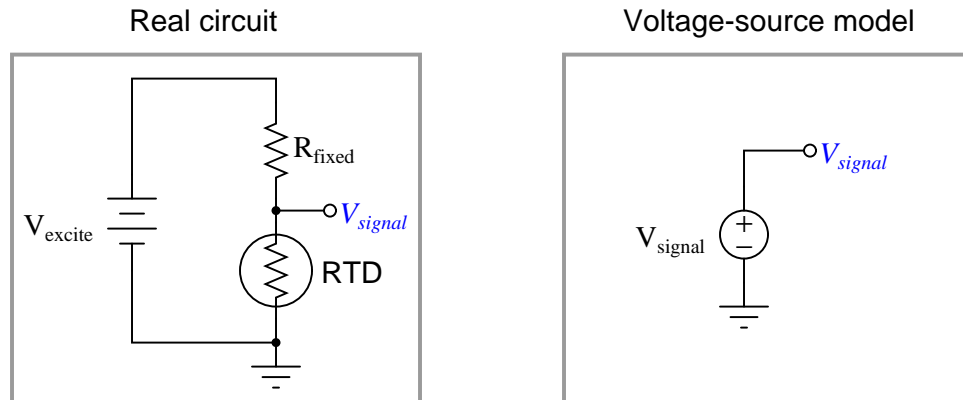 Real circuit
Voltage-source model
R_fixed
V_signal
V_excite
V_signal
RTD
V_signal
+
−